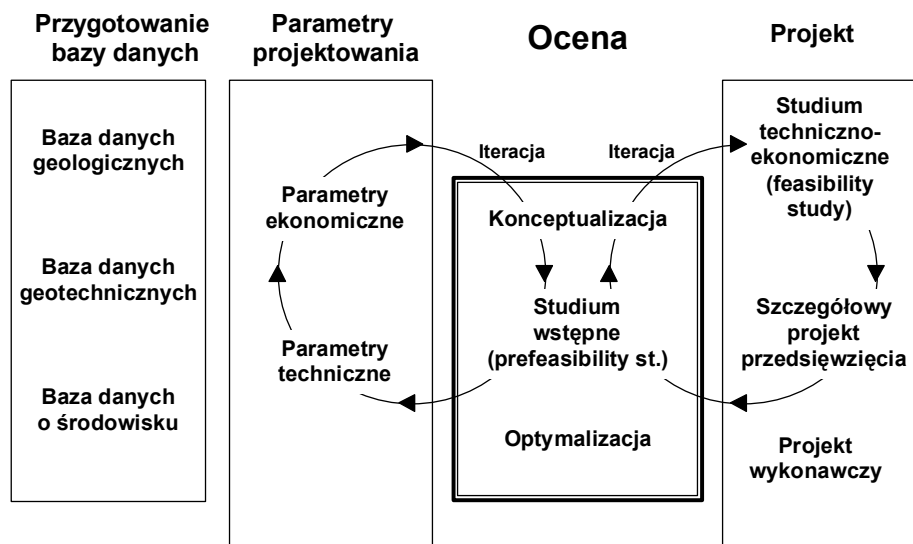 Przygotowanie
bazy danych
Parametry
projektowania
Ocena
Projekt
Baza danych
geologicznych
Baza danych
geotechnicznych
Baza danych
o środowisku
Parametry
ekonomiczne
Parametry
techniczne
Iteracja
Iteracja
Konceptualizacja
Studium
wstępne
(prefeasibility st.)
Optymalizacja
Studium
techniczno-
ekonomiczne
(feasibility
study)
Szczegółowy
projekt
przedsięwzięcia
Projekt
wykonawczy